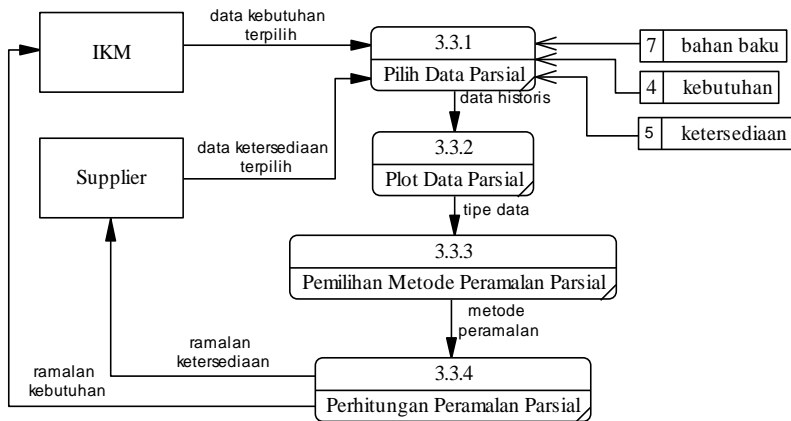 data kebutuhan
terpilih
IKM
3.3.1
Pilih Data Parsial
7 bahan baku
4 kebutuhan
5 ketersediaan
data historis
data ketersediaan
terpilih
Supplier
3.3.2
Plot Data Parsial
tipe data
3.3.3
Pemilihan Metode Peramalan Parsial
metode
peramalan
ramalan
ketersediaan
ramalan
kebutuhan
3.3.4
Perhitungan Peramalan Parsial